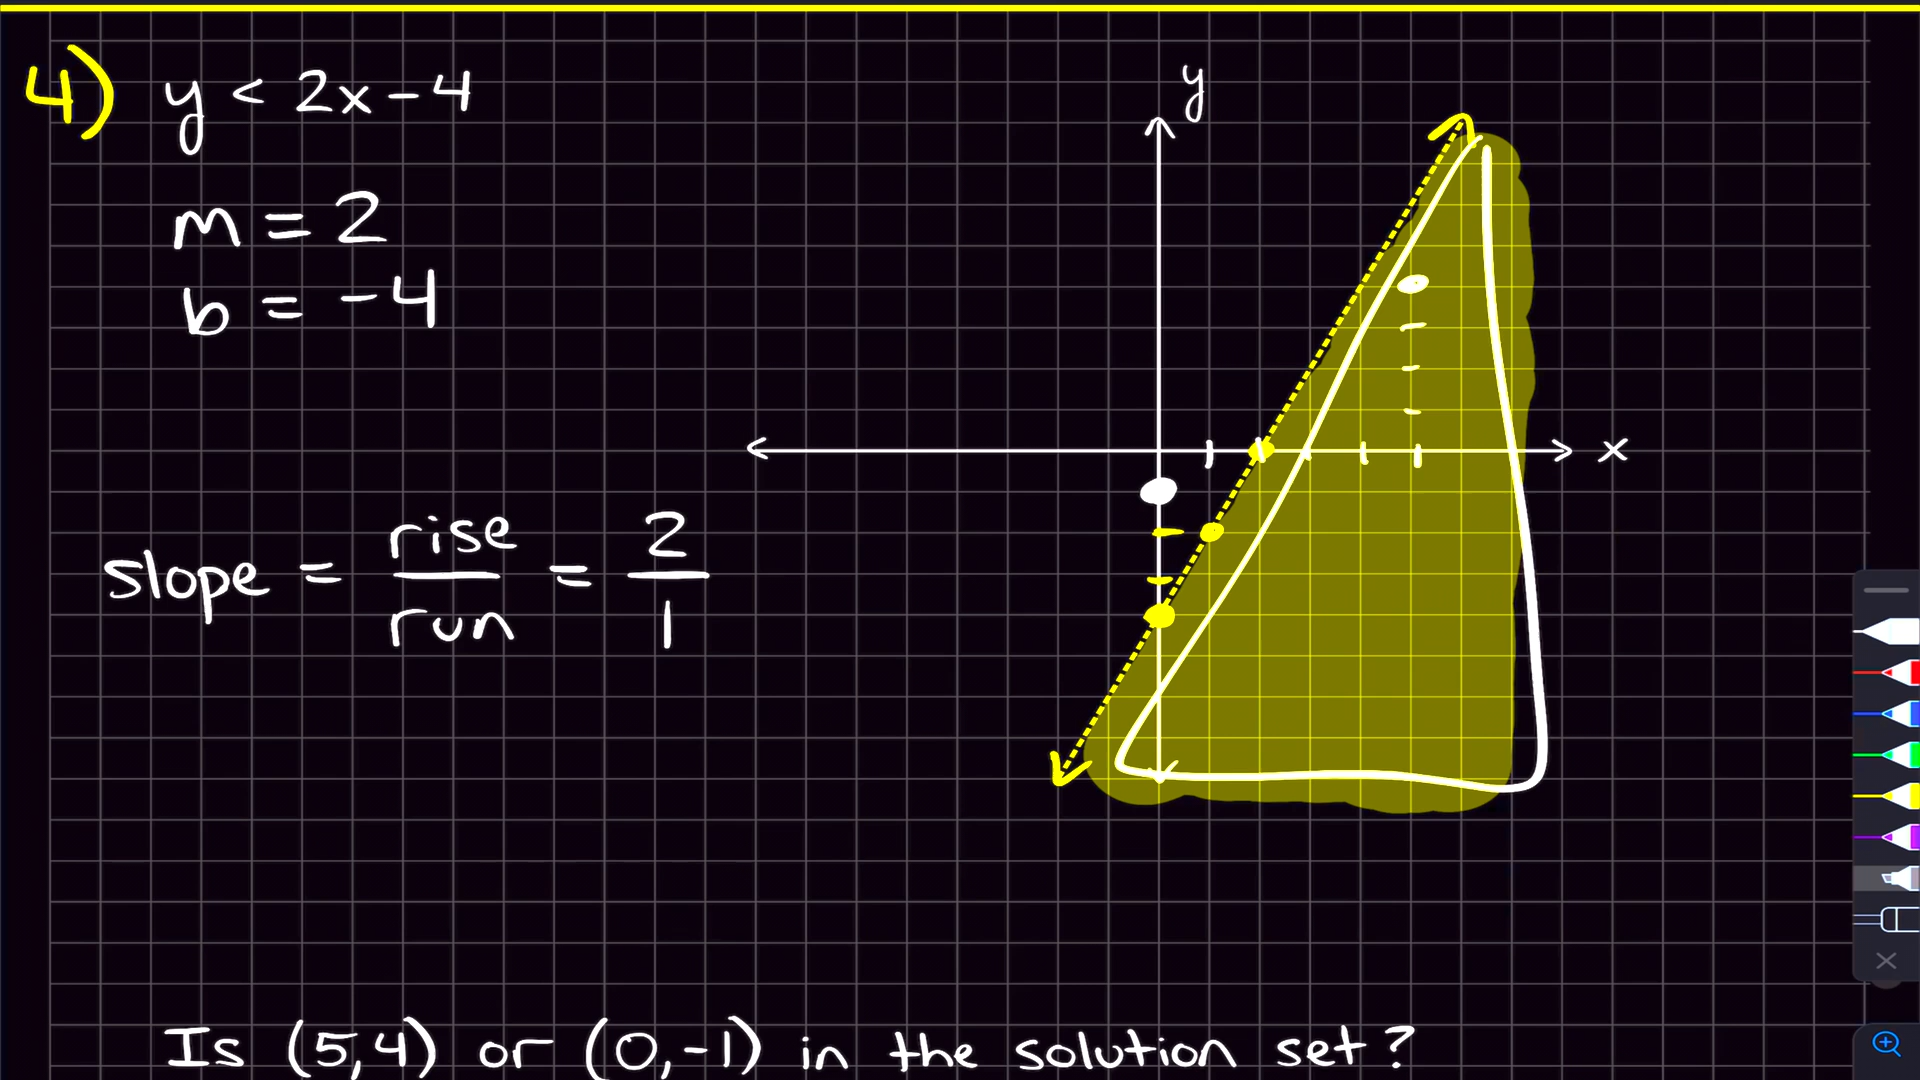 4) y < 2x - 4
m = 2
b = -4
slope = rise/run = 2/1
y
x
Is (5,4) or (0,-1) in the solution set?